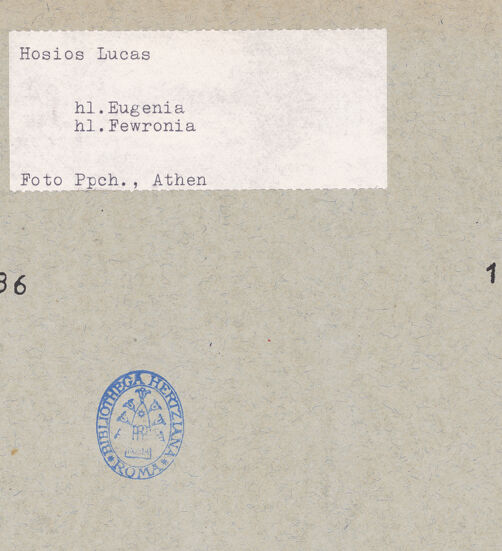 Hosios Lucas
hl.Eugenia
hl.Fewronia
Foto Ppch., Athen
36
1
BIBLIOTHECA HERTZIANA
ROMA